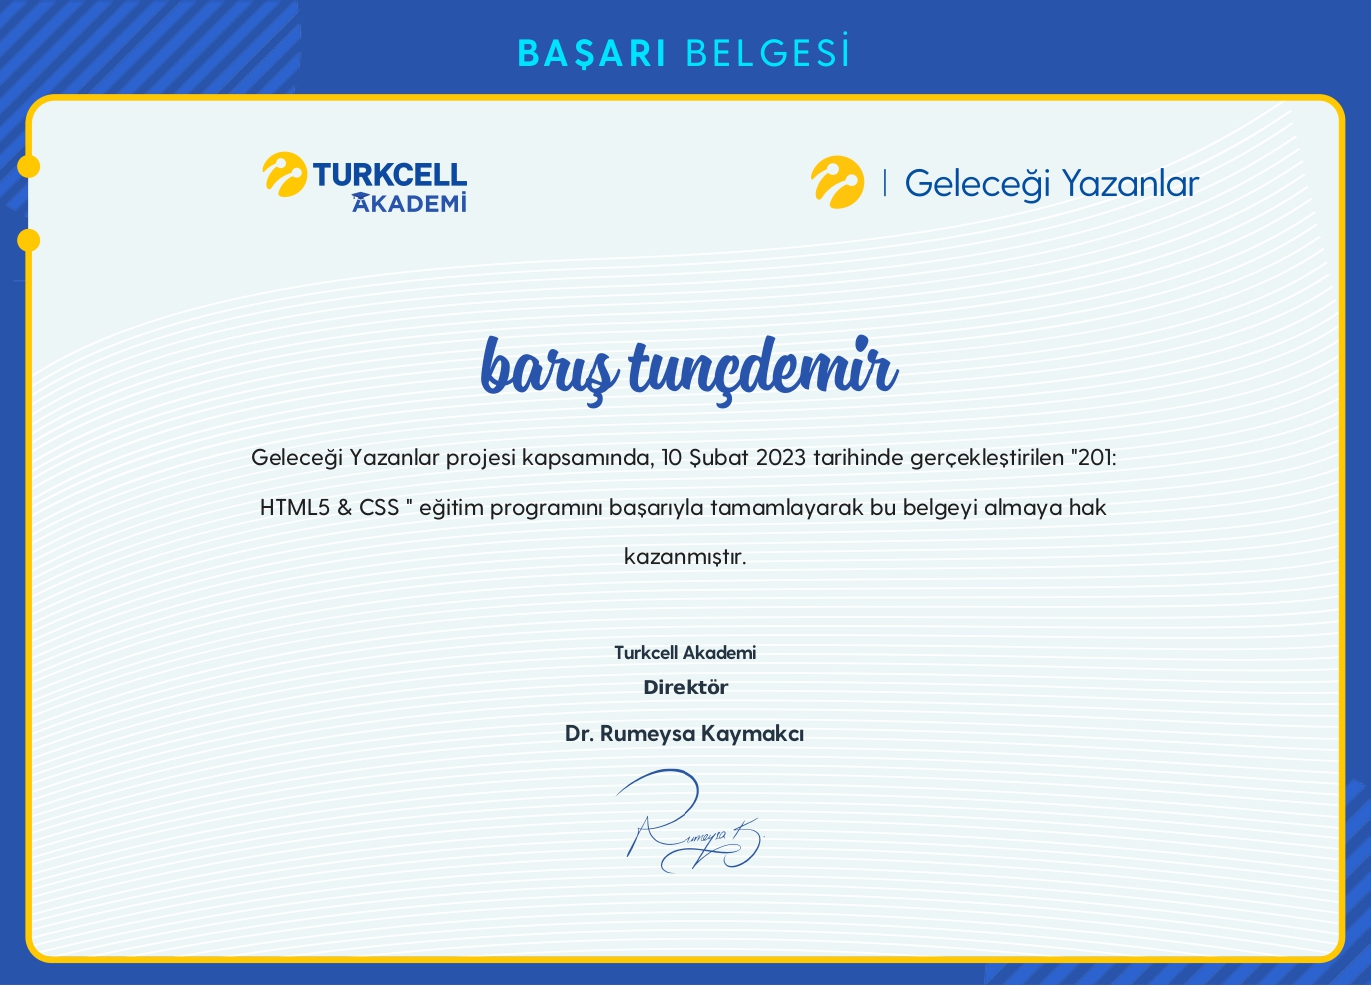 BAŞARI BELGESİ
TURKCELL
AKADEMİ
| Geleceği Yazanlar
barış tunçdemir
Geleceği Yazanlar projesi kapsamında, 10 Şubat 2023 tarihinde gerçekleştirilen "201:
HTML5 & CSS " eğitim programını başarıyla tamamlayarak bu belgeyi almaya hak
kazanmıştır.
Turkcell Akademi
Direktör
Dr. Rumeysa Kaymakcı
Rumeysa K.